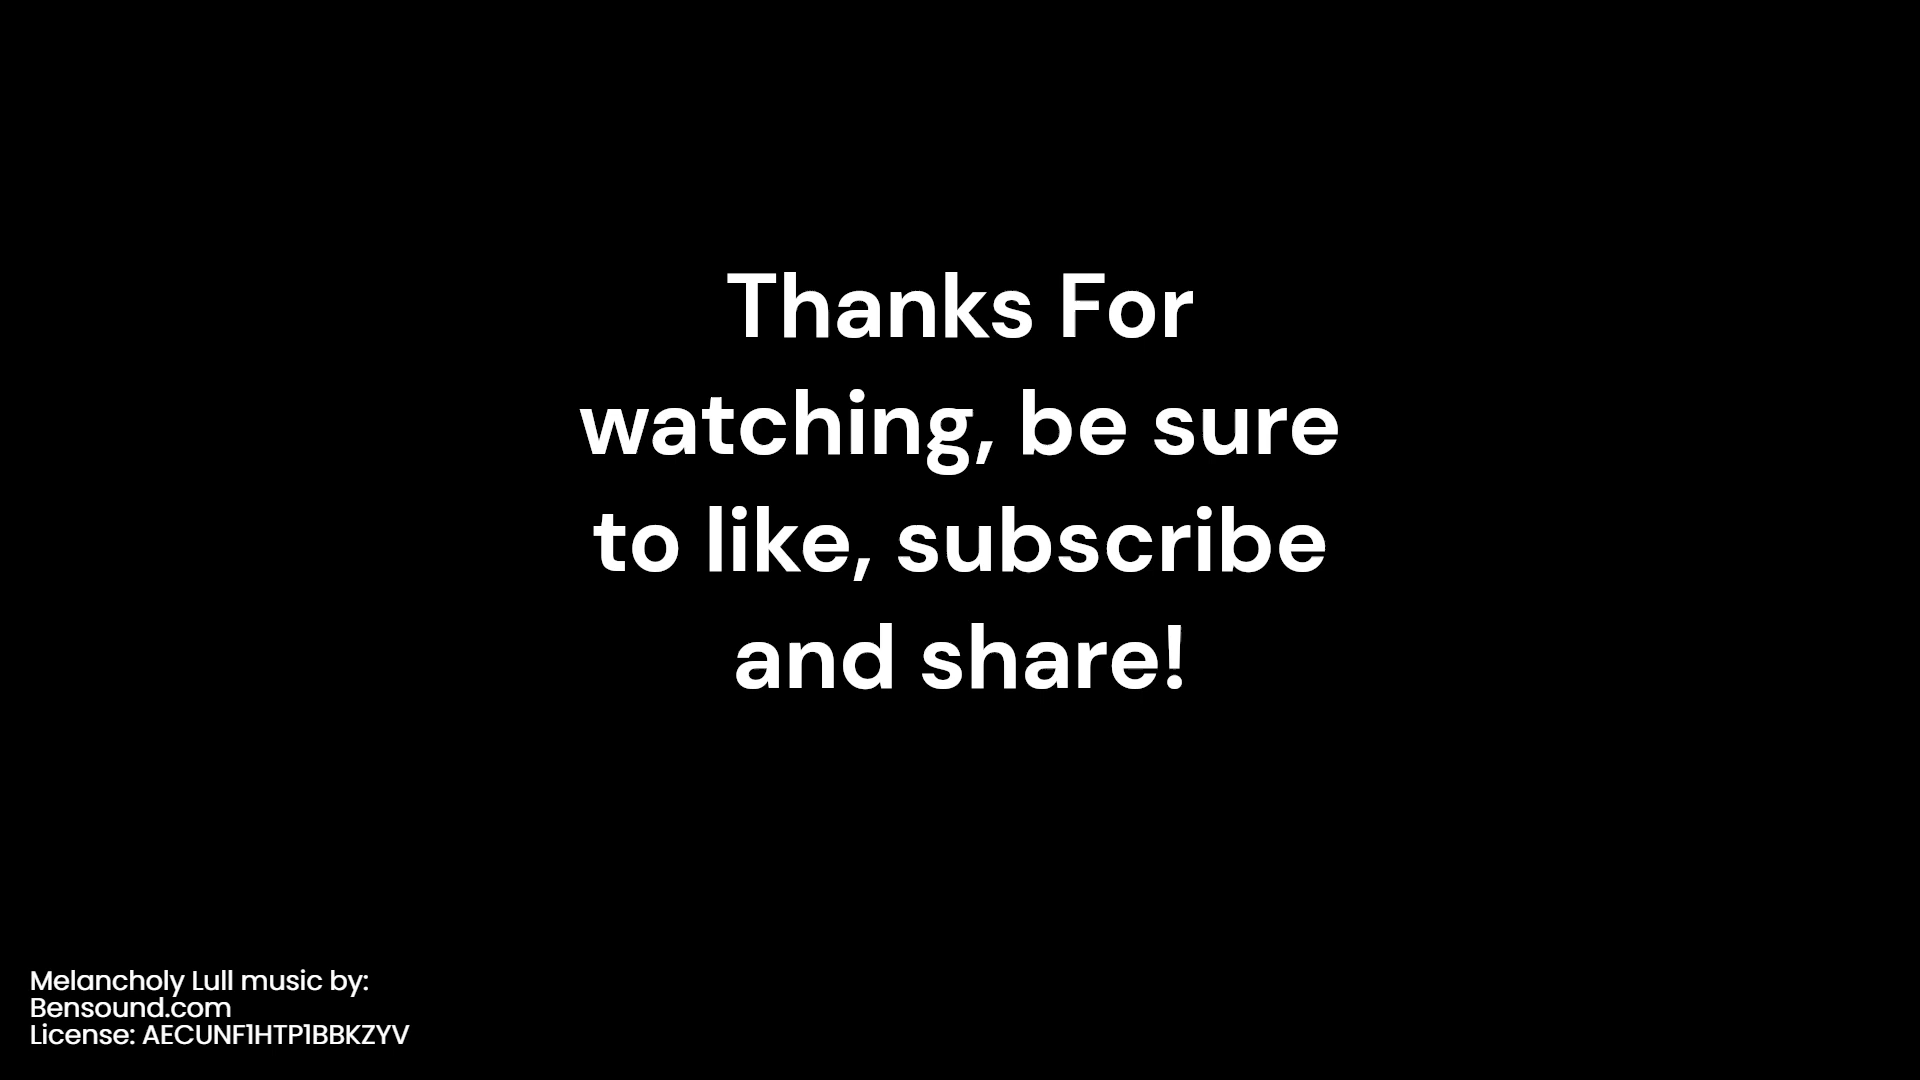 Thanks For
watching, be sure
to like, subscribe
and share!
Melancholy Lull music by:
Bensound.com
License: AECUNF1HTP1BBKZYV